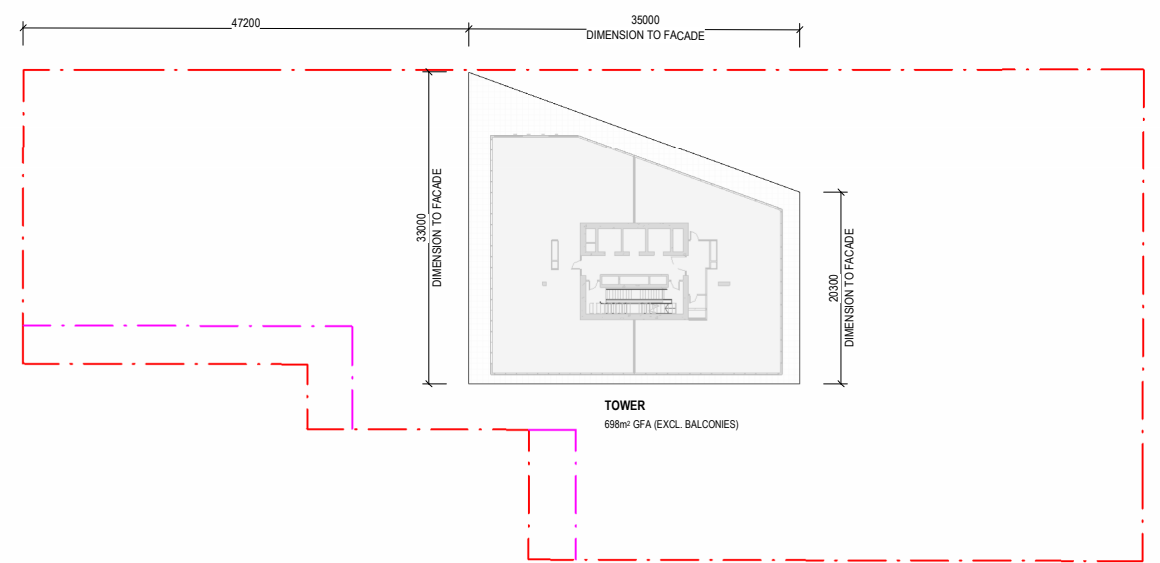 47200
35000
DIMENSION TO FACADE
33000
DIMENSION TO FACADE
20300
DIMENSION TO FACADE
TOWER
698m² GFA (EXCL. BALCONIES)